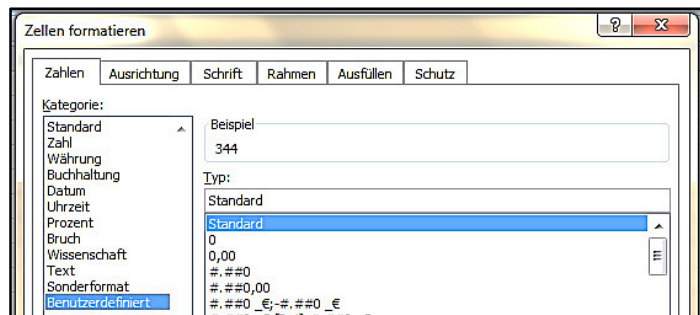 Zellen formatieren
Zahlen Ausrichtung Schrift Rahmen Ausfüllen Schutz
Kategorie:
Standard
Zahl
Währung
Buchhaltung
Datum
Uhrzeit
Prozent
Bruch
Wissenschaft
Text
Sonderformat
Benutzerdefiniert
Beispiel
344
Typ:
Standard
Standard
0
0,00
#.##0
#.##0,00
#.##0 _€;-#.##0 _€